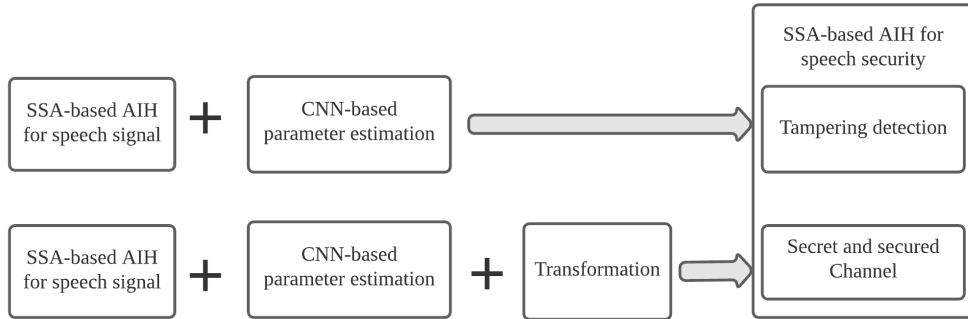 SSA-based AIH for
speech security
SSA-based AIH
for speech signal
+
CNN-based
parameter estimation
Tampering detection
SSA-based AIH
for speech signal
+
CNN-based
parameter estimation
+
Transformation
Secret and secured
Channel